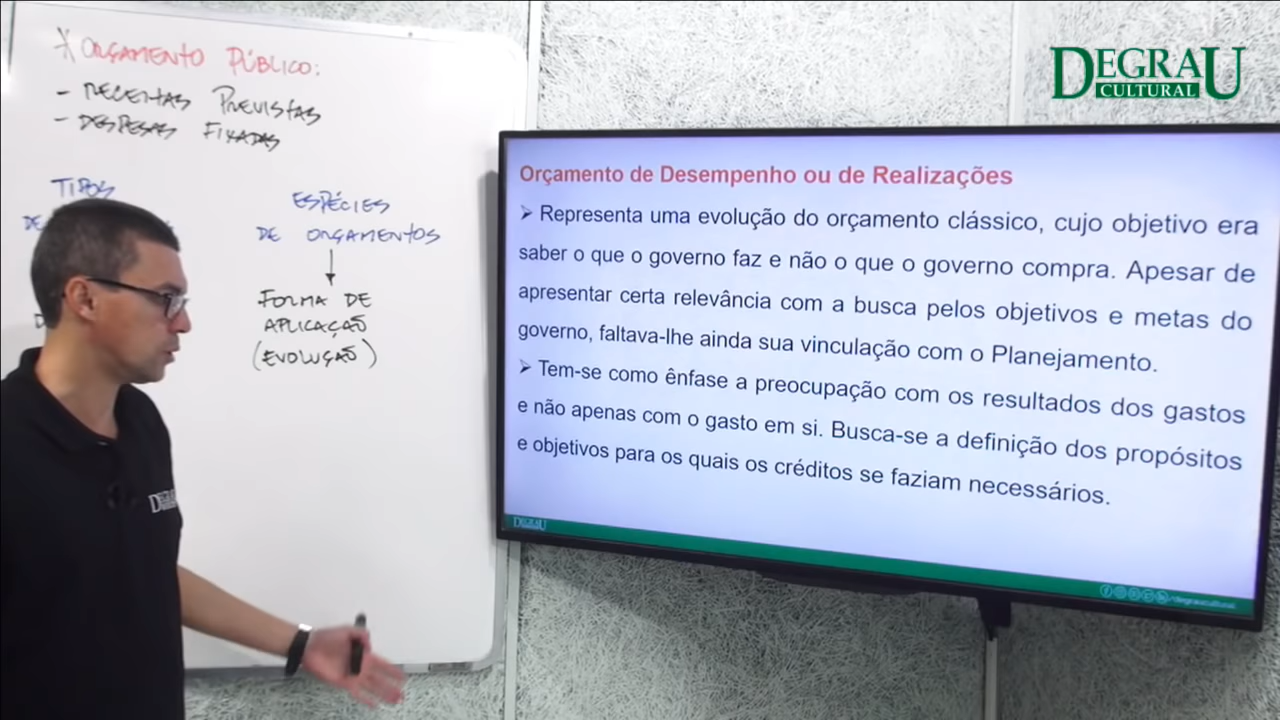 * ORÇAMENTO PÚBLICO:
- RECEITAS PREVISTAS
- DESPESAS FIXADAS
TIPOS
DE
ESPÉCIES
DE ORÇAMENTOS
FORMA DE
APLICAÇÃO
(EVOLUÇÃO)
DEGRAU
CULTURAL
Orçamento de Desempenho ou de Realizações
➢ Representa uma evolução do orçamento clássico, cujo objetivo era
saber o que o governo faz e não o que o governo compra. Apesar de
apresentar certa relevância com a busca pelos objetivos e metas do
governo, faltava-lhe ainda sua vinculação com o Planejamento.
➢ Tem-se como ênfase a preocupação com os resultados dos gastos
e não apenas com o gasto em si. Busca-se a definição dos propósitos
e objetivos para os quais os créditos se faziam necessários.
DEGRAU
/degraucultural